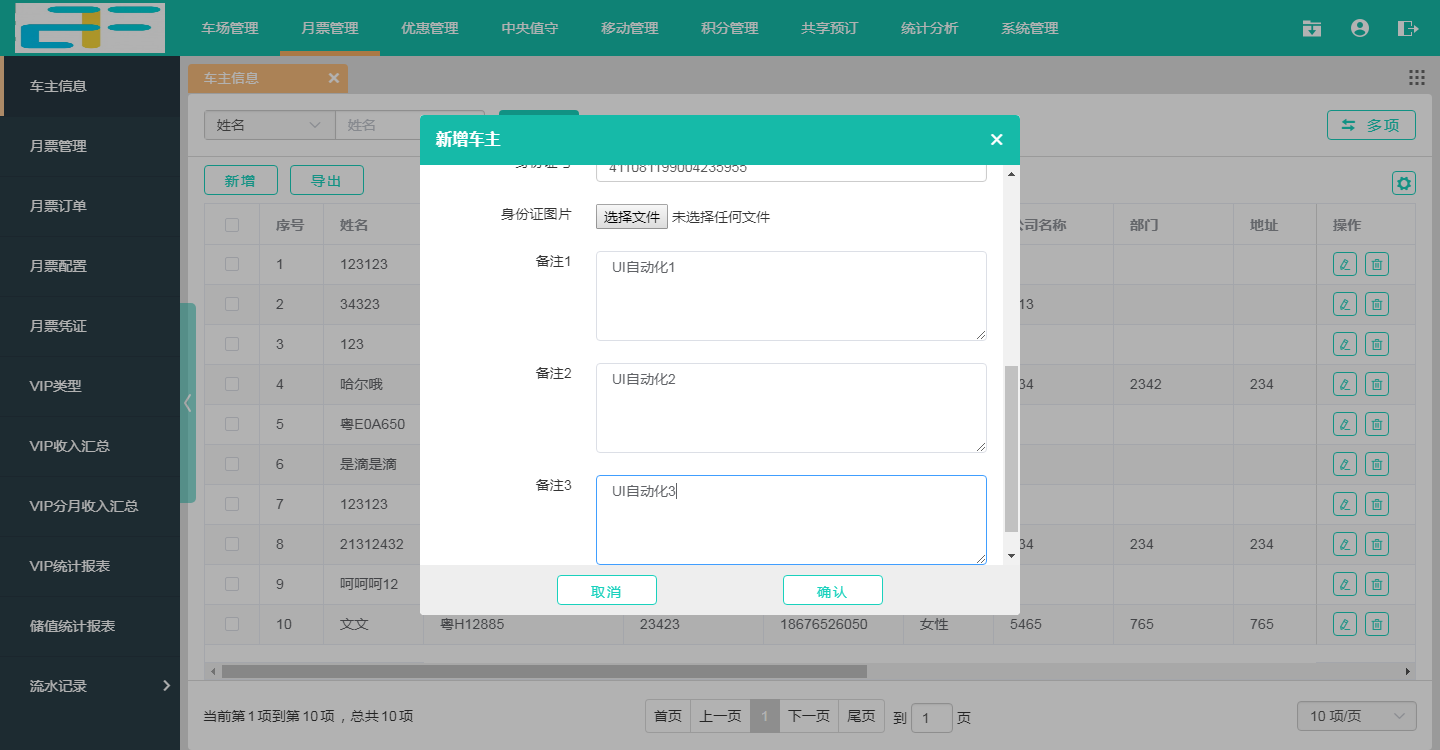 车场管理 月票管理 优惠管理 中央值守 移动管理 积分管理 共享预订 统计分析 系统管理
车主信息
月票管理
月票订单
月票配置
月票凭证
VIP类型
VIP收入汇总
VIP分月收入汇总
VIP统计报表
储值统计报表
流水记录
车主信息
姓名 姓名 多项
新增 导出
序号 姓名 公司名称 部门 地址 操作
1 123123
2 34323
3 123
4 哈尔哦 2342 234
5 粤E0A650
6 是滴是滴
7 123123
8 21312432 234 234
9 呵呵呵12
10 文文 粤H12885 23423 18676526050 女性 5465 765 765
新增车主
411081199004235955
身份证图片 选择文件 未选择任何文件
备注1 UI自动化1
备注2 UI自动化2
备注3 UI自动化3
取消 确认
当前第1项到第10项，总共10项 首页 上一页 1 下一页 尾页 到 1 页 10 项/页